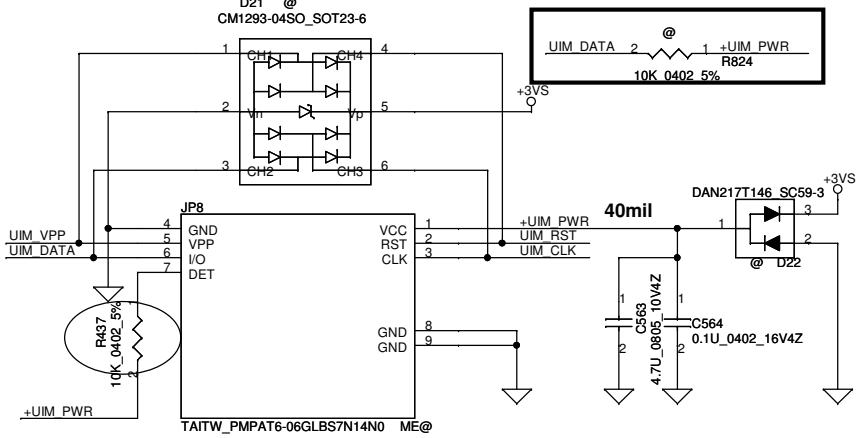 D21 @
CM1293-04SO_SOT23-6
1 CH1 CH4 4
2 Vn Vp 5
3 CH2 CH3 6
+3VS
@
UIM_DATA 2 1 +UIM_PWR
R824
10K_0402_5%
JP8
UIM_VPP
UIM_DATA
4 GND
5 VPP
6 I/O
7 DET
VCC 1 +UIM_PWR
RST 2 UIM_RST
CLK 3 UIM_CLK
GND 8
GND 9
40mil
DAN217T146_SC59-3
+3VS
1
3
2
@ D22
1
R437
10K_0402_5%
2
+UIM_PWR
1
C563
4.7U_0805_10V4Z
2
1
C564
0.1U_0402_16V4Z
2
TAITW_PMPAT6-06GLBS7N14N0 ME@